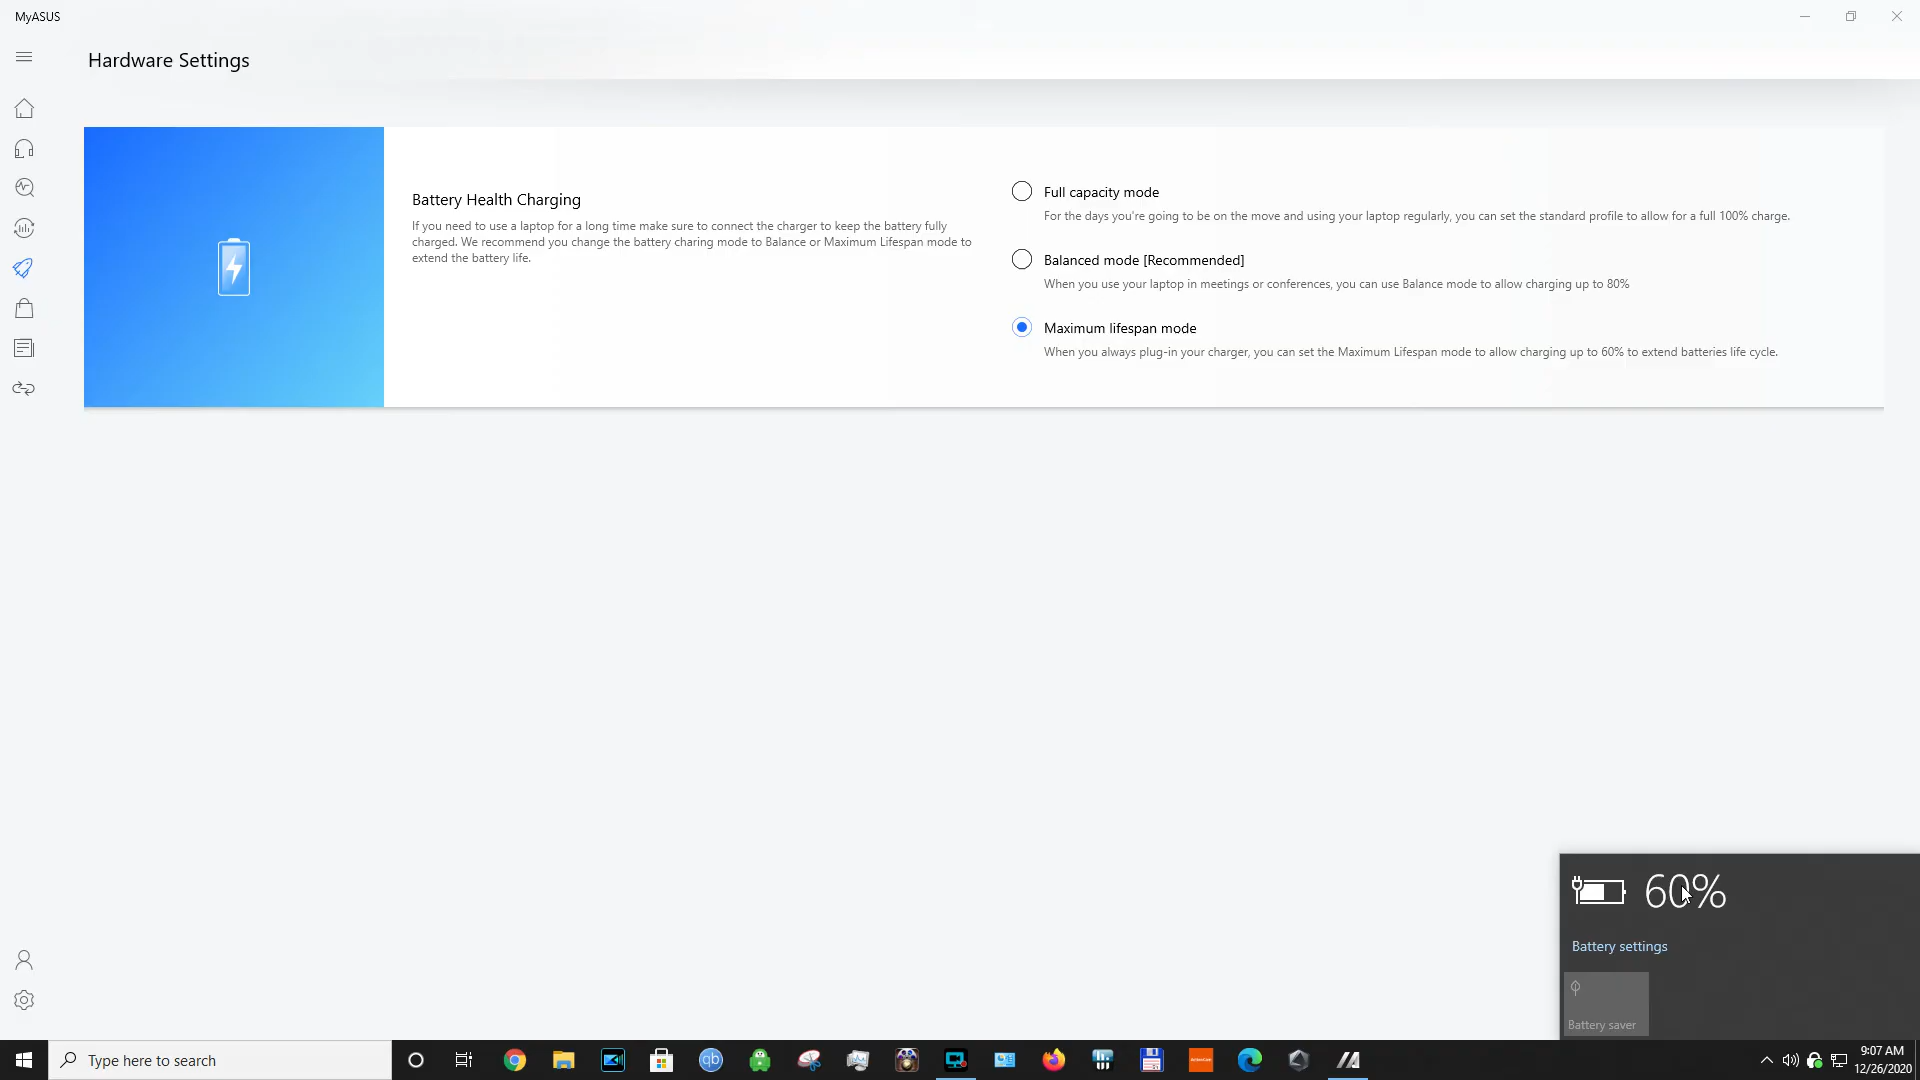 MyASUS
Hardware Settings
Battery Health Charging
If you need to use a laptop for a long time make sure to connect the charger to keep the battery fully
charged. We recommend you change the battery charing mode to Balance or Maximum Lifespan mode to
extend the battery life.
Full capacity mode
For the days you're going to be on the move and using your laptop regularly, you can set the standard profile to allow for a full 100% charge.
Balanced mode [Recommended]
When you use your laptop in meetings or conferences, you can use Balance mode to allow charging up to 80%
Maximum lifespan mode
When you always plug-in your charger, you can set the Maximum Lifespan mode to allow charging up to 60% to extend batteries life cycle.
60%
Battery settings
Battery saver
Type here to search
qb
9:07 AM
12/26/2020